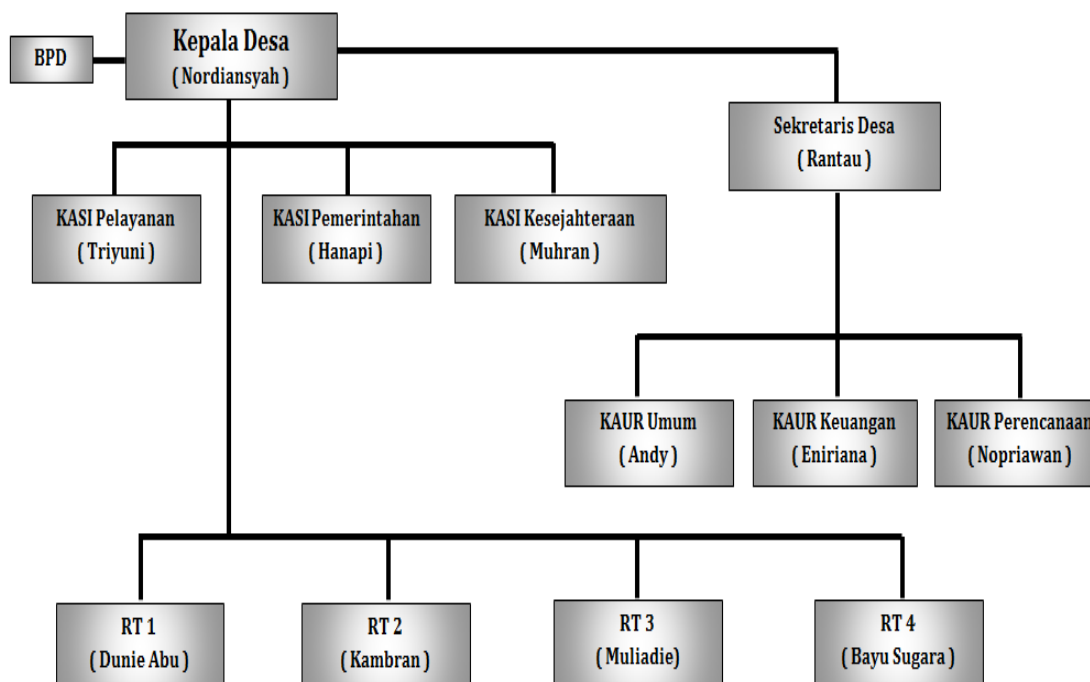 BPD
Kepala Desa
( Nordiansyah )
Sekretaris Desa
( Rantau )
KASI Pelayanan
( Triyuni )
KASI Pemerintahan
( Hanapi )
KASI Kesejahteraan
( Muhran )
KAUR Umum
( Andy )
KAUR Keuangan
( Eniriana )
KAUR Perencanaan
( Nopriawan )
RT 1
( Dunie Abu )
RT 2
( Kambran )
RT 3
( Muliadie)
RT 4
( Bayu Sugara )